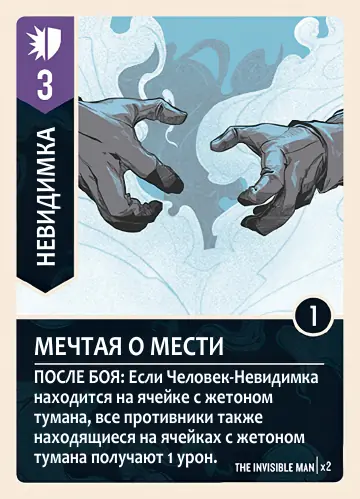 3
НЕВИДИМКА
1
МЕЧТАЯ О МЕСТИ
ПОСЛЕ БОЯ: Если Человек-Невидимка
находится на ячейке с жетоном
тумана, все противники также
находящиеся на ячейках с жетоном
тумана получают 1 урон.
THE INVISIBLE MAN | x2